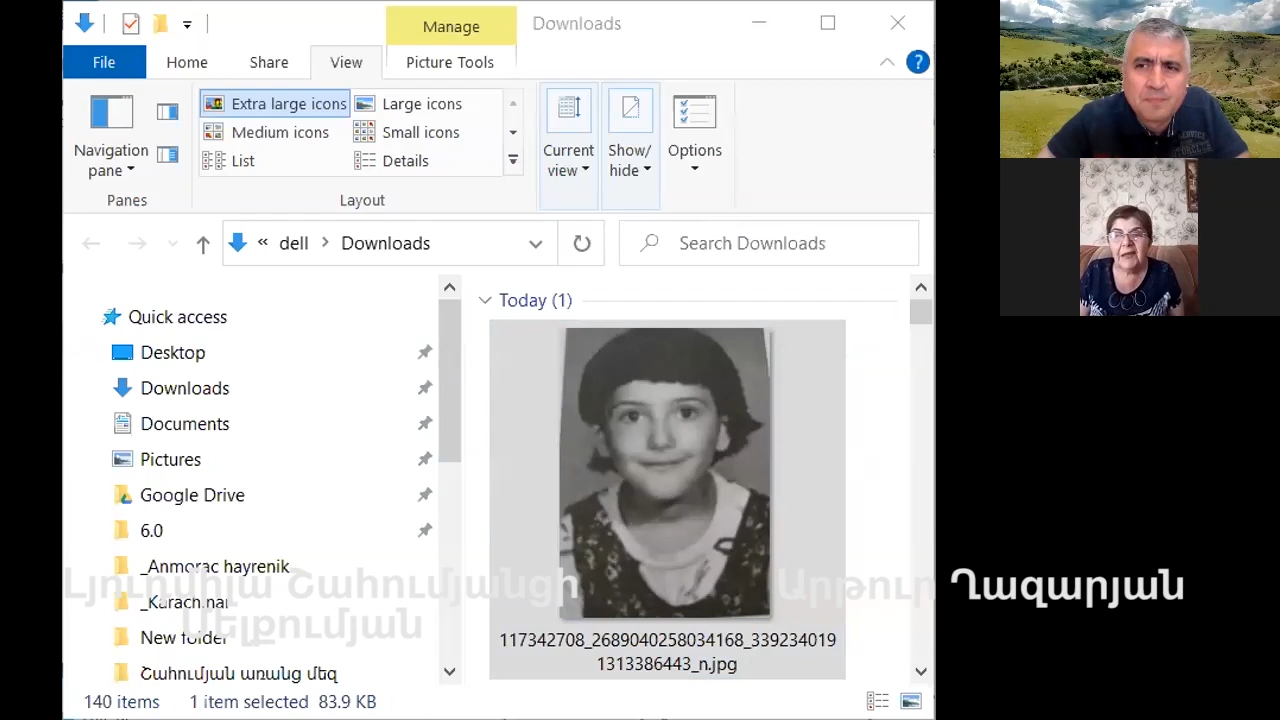 Manage
Downloads
File
Home
Share
View
Picture Tools
Extra large icons
Large icons
Medium icons
Small icons
List
Details
Navigation pane
Current view
Show/ hide
Options
Panes
Layout
« dell > Downloads
Search Downloads
Quick access
Desktop
Downloads
Documents
Pictures
Google Drive
6.0
_Anmorac hayrenik
New folder
Շահումյան առանց մեզ
Today (1)
117342708_2689040258034168_339234019
1313386443_n.jpg
Շահումյանցի
Մելքումյան
Արթուր Ղազարյան
140 items
1 item selected 83.9 KB